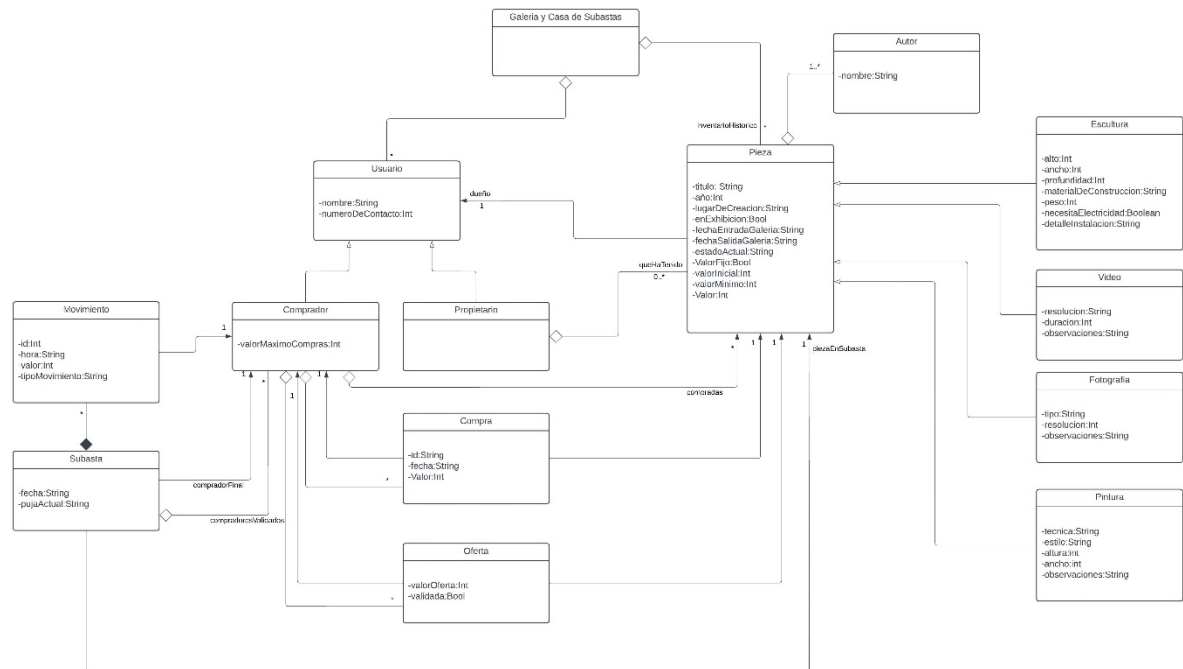 Galeria y Casa de Subastas
Autor
-nombre:String
1..*
inventarioHistorico
*
Usuario
-nombre:String
-numeroDeContacto:Int
*
dueño
1
Pieza
-titulo: String
-año:Int
-lugarDeCreacion:String
-enExhibicion:Bool
-fechaEntradaGaleria:String
-fechaSalidaGaleria:String
-estadoActual:String
-ValorFijo:Bool
-valorInicial:Int
-valorMinimo:Int
-Valor:Int
queHaTenido
0..*
Escultura
-alto:Int
-ancho:Int
-profundidad:Int
-materialDeConstruccion:String
-peso:Int
-necesitaElectricidad:Boolean
-detalleInstalacion:String
Video
-resolucion:String
-duracion:Int
-observaciones:String
Fotografia
-tipo:String
-resolucion:Int
-observaciones:String
Pintura
-tecnica:String
-estilo:String
-altura:int
-ancho:int
-observaciones:String
Movimiento
-id:Int
-hora:String
-valor:Int
-tipoMovimiento:String
1
Comprador
-valorMaximoCompras:Int
Propietario
*
1
1
1
piezaEnSubasta
1
*
1
1
compradas
Compra
-id:String
-fecha:String
-Valor:Int
*
*
Subasta
-fecha:String
-pujaActual:String
compradorFinal
compradoresValidados
Oferta
-valorOferta:Int
-validada:Bool
*